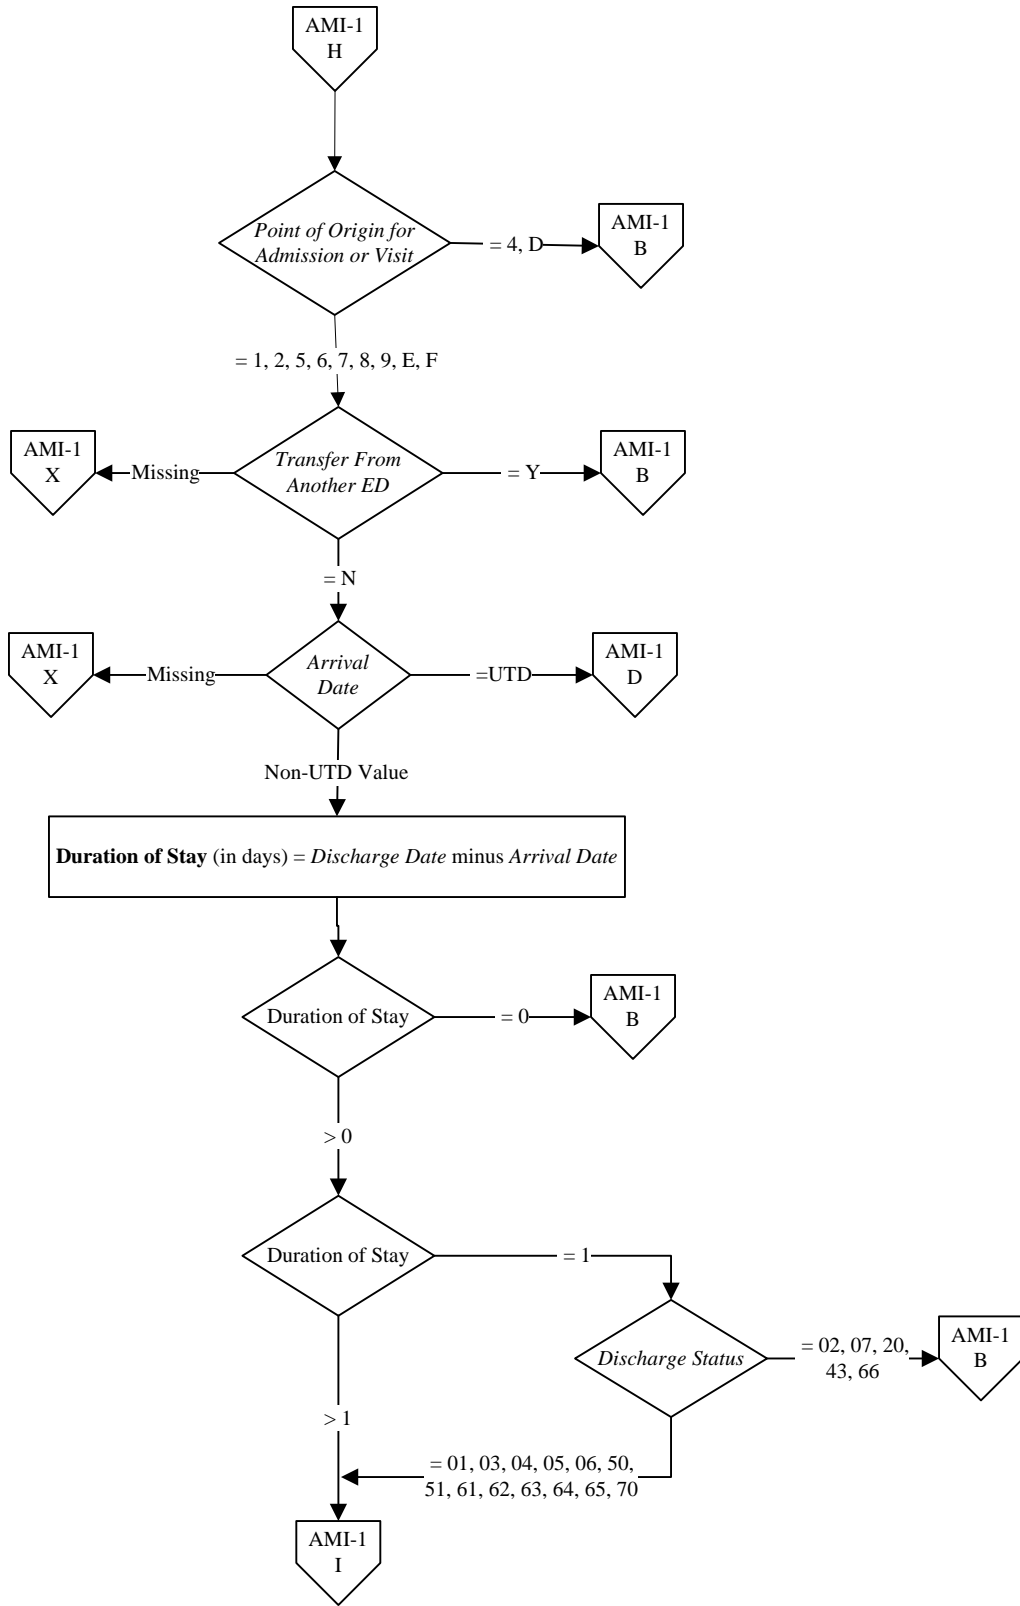 AMI-1
H
Point of Origin for
Admission or Visit
= 4, D
AMI-1
B
= 1, 2, 5, 6, 7, 8, 9, E, F
AMI-1
X
Missing
Transfer From
Another ED
= Y
AMI-1
B
= N
AMI-1
X
Missing
Arrival
Date
=UTD
AMI-1
D
Non-UTD Value
Duration of Stay (in days) = Discharge Date minus Arrival Date
Duration of Stay
= 0
AMI-1
B
> 0
Duration of Stay
= 1
Discharge Status
= 02, 07, 20,
43, 66
AMI-1
B
> 1
= 01, 03, 04, 05, 06, 50,
51, 61, 62, 63, 64, 65, 70
AMI-1
I